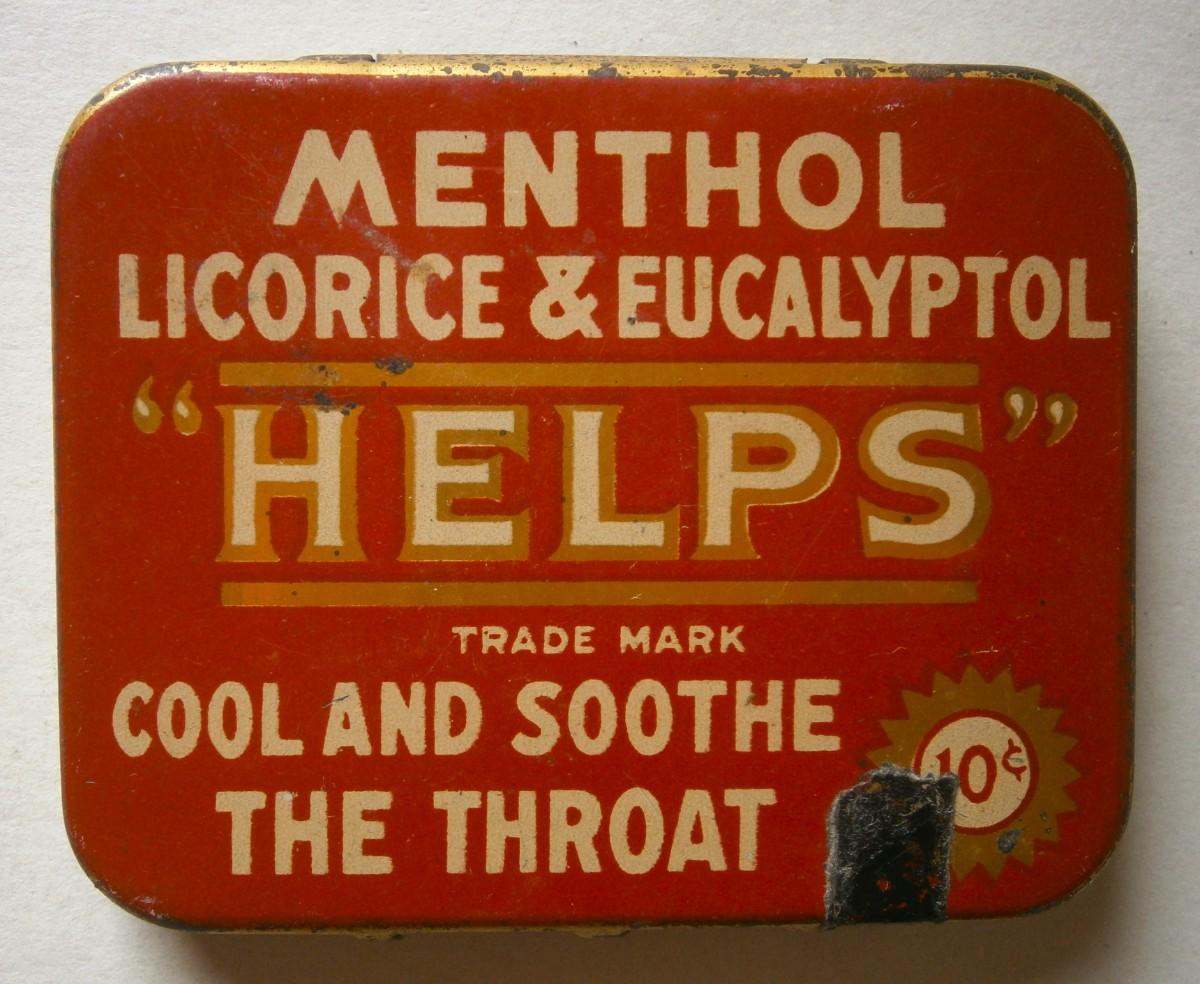 MENTHOL
LICORICE & EUCALYPTOL
“HELPS”
TRADE MARK
COOL AND SOOTHE
THE THROAT
10¢